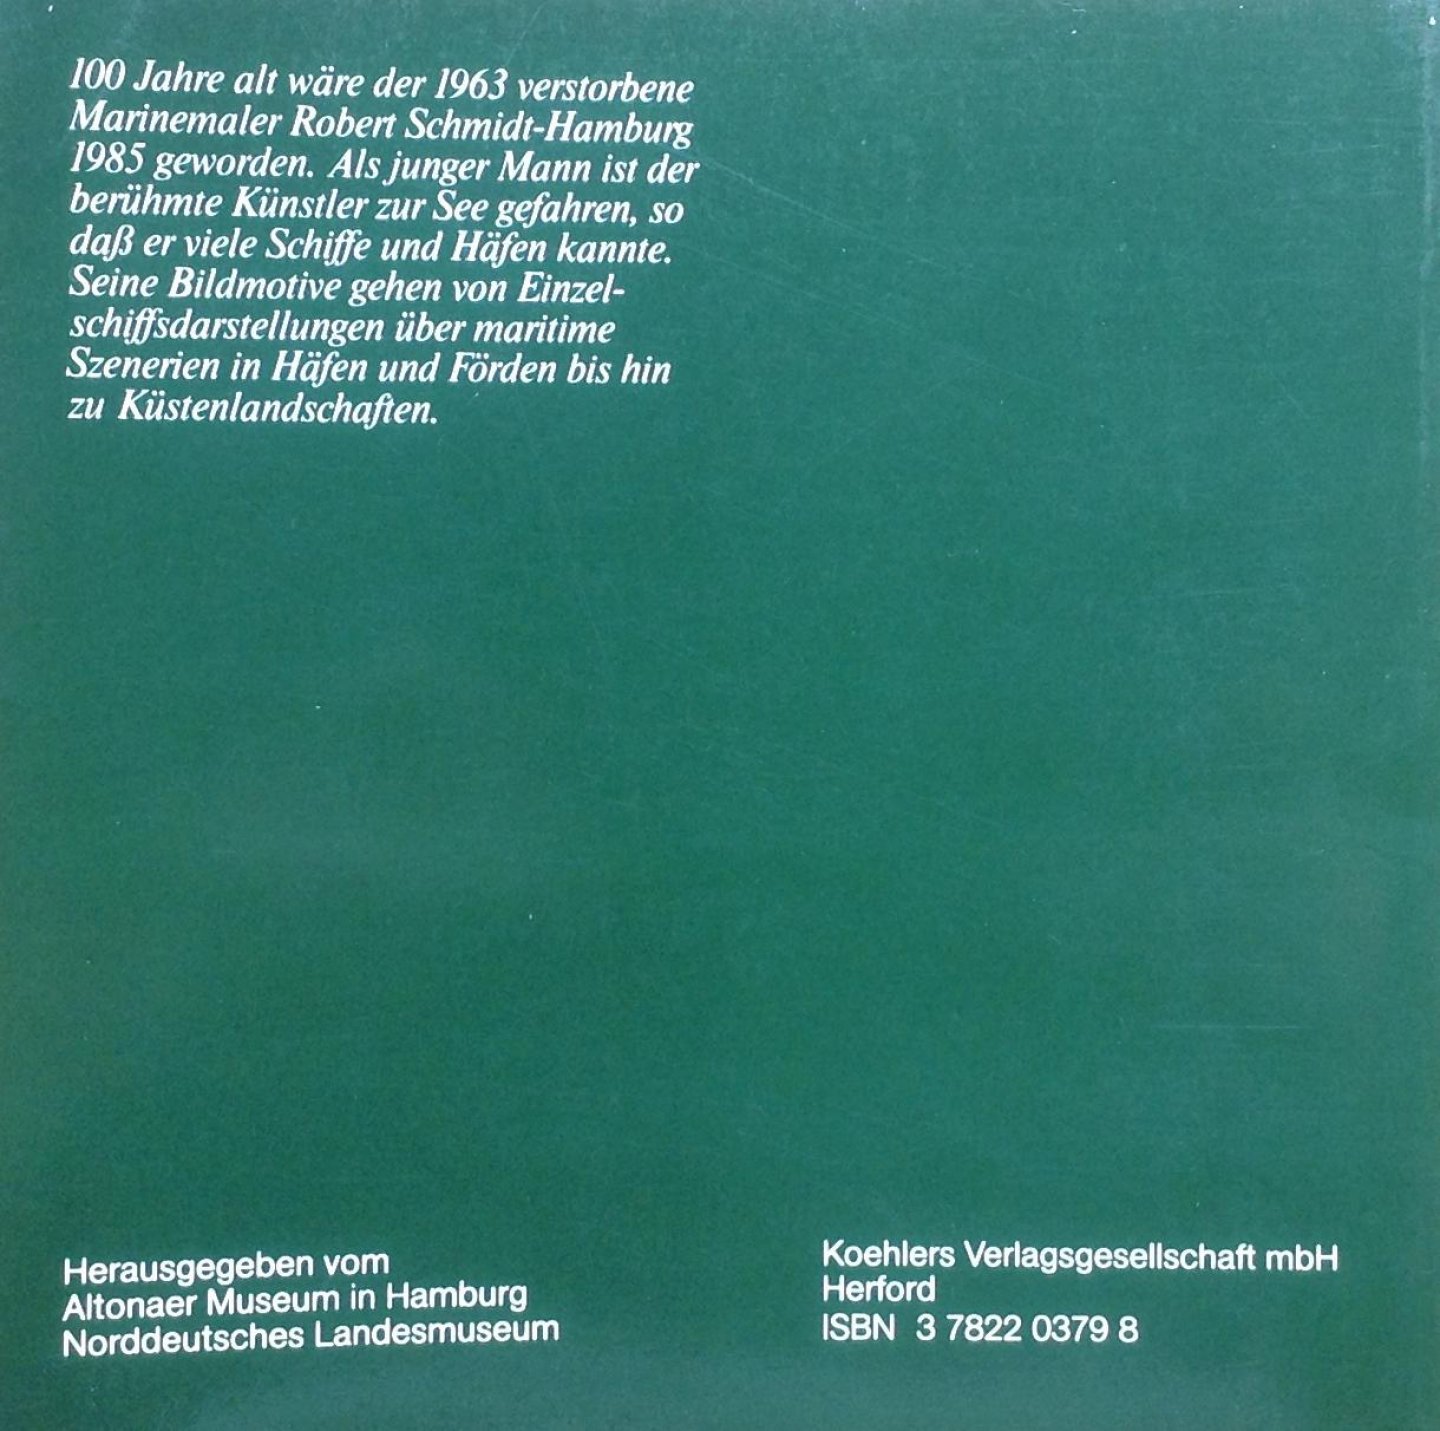 100 Jahre alt wäre der 1963 verstorbene
Marinemaler Robert Schmidt-Hamburg
1985 geworden. Als junger Mann ist der
berühmte Künstler zur See gefahren, so
daß er viele Schiffe und Häfen kannte.
Seine Bildmotive gehen von Einzel-
schiffsdarstellungen über maritime
Szenerien in Häfen und Förden bis hin
zu Küstenlandschaften.
Herausgegeben vom
Altonaer Museum in Hamburg
Norddeutsches Landesmuseum
Koehlers Verlagsgesellschaft mbH
Herford
ISBN 3 7822 0379 8